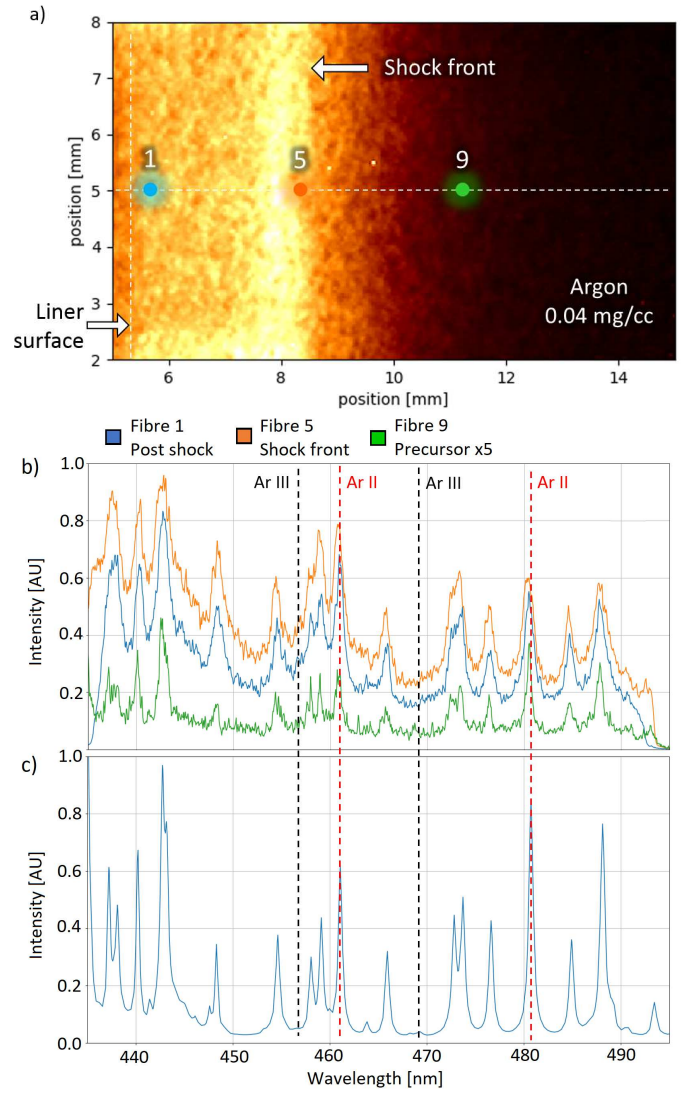 a)
8
7
6
5
4
3
2
position [mm]
Shock front
1
5
9
Liner
surface
Argon
0.04 mg/cc
6
8
10
12
14
position [mm]
Fibre 1
Post shock
Fibre 5
Shock front
Fibre 9
Precursor x5
b)
1.0
0.8
0.6
0.4
0.2
Intensity [AU]
Ar III
Ar II
Ar III
Ar II
c)
1.0
0.8
0.6
0.4
0.2
0.0
Intensity [AU]
440
450
460
470
480
490
Wavelength [nm]